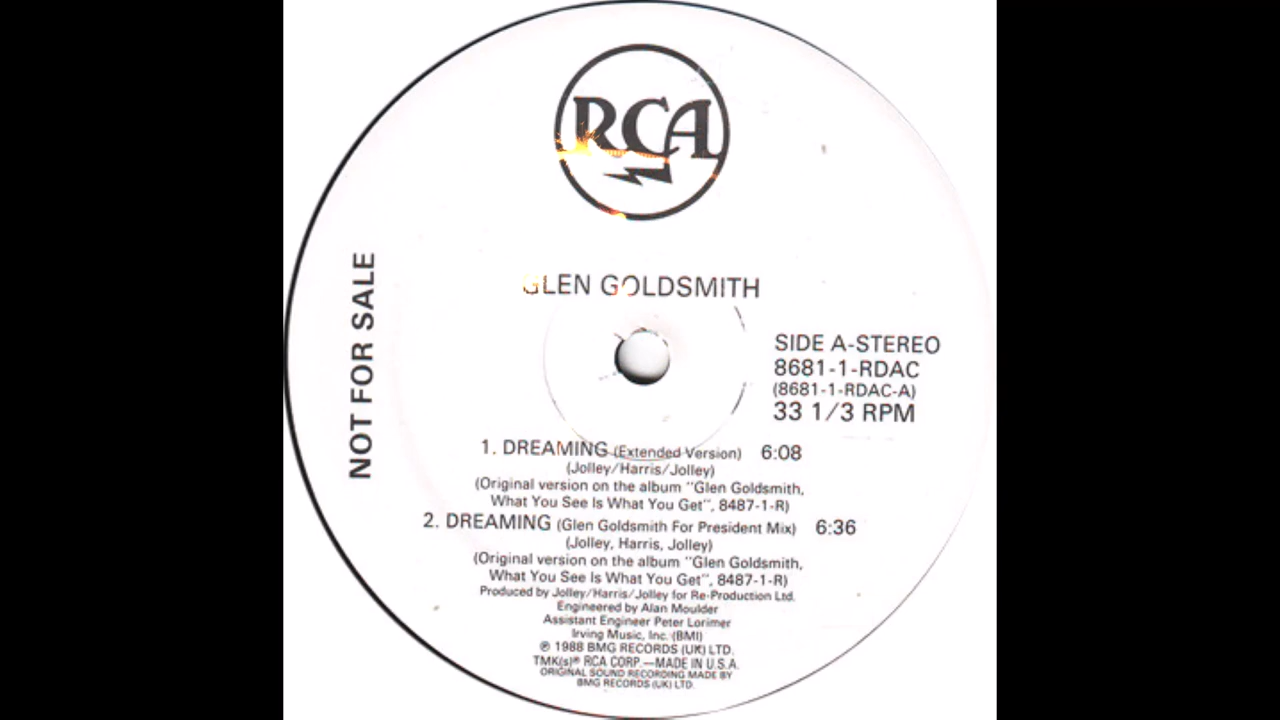 RCA
GLEN GOLDSMITH
NOT FOR SALE
SIDE A-STEREO
8681-1-RDAC
(8681-1-RDAC-A)
33 1/3 RPM
1. DREAMING (Extended Version) 6:08
(Jolley/Harris/Jolley)
(Original version on the album "Glen Goldsmith,
What You See Is What You Get", 8487-1-R)
2. DREAMING (Glen Goldsmith For President Mix) 6:36
(Jolley, Harris, Jolley)
(Original version on the album "Glen Goldsmith,
What You See Is What You Get", 8487-1-R)
Produced by Jolley/Harris/Jolley for Re-Production Ltd.
Engineered by Alan Moulder
Assistant Engineer Peter Lorimer
Irving Music, Inc. (BMI)
℗ 1988 BMG RECORDS (UK) LTD.
TMK(s)® RCA CORP.—MADE IN U.S.A.
ORIGINAL SOUND RECORDING MADE BY
BMG RECORDS (UK) LTD.